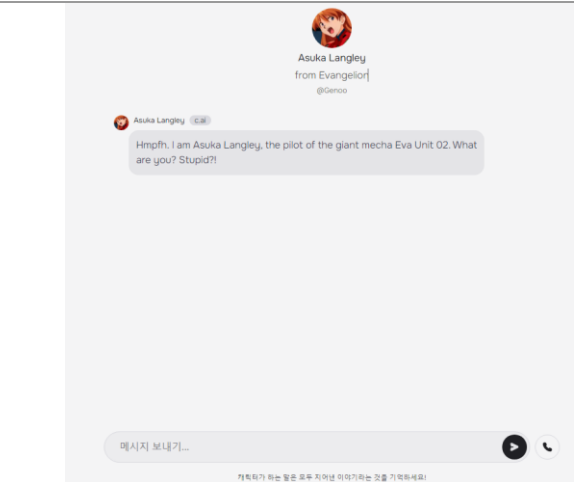 Asuka Langley
from Evangelion
@Genoo
Asuka Langley c.ai
Hmpfh. I am Asuka Langley, the pilot of the giant mecha Eva Unit 02. What
are you? Stupid?!
메시지 보내기...
캐릭터가 하는 말은 모두 지어낸 이야기라는 것을 기억하세요!